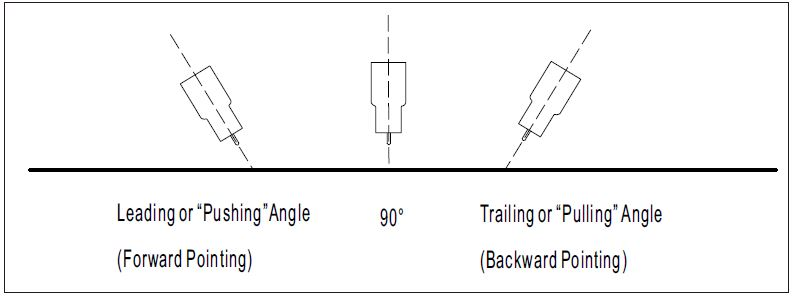 Leading or “Pushing”Angle
(Forward Pointing)
90°
Trailing or “Pulling” Angle
(Backward Pointing)